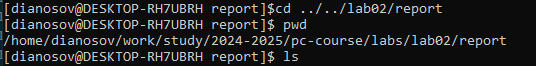 [dianosov@DESKTOP-RH7UBRH report]$cd ../../lab02/report
[dianosov@DESKTOP-RH7UBRH report]$ pwd
/home/dianosov/work/study/2024-2025/pc-course/labs/lab02/report
[dianosov@DESKTOP-RH7UBRH report]$ ls